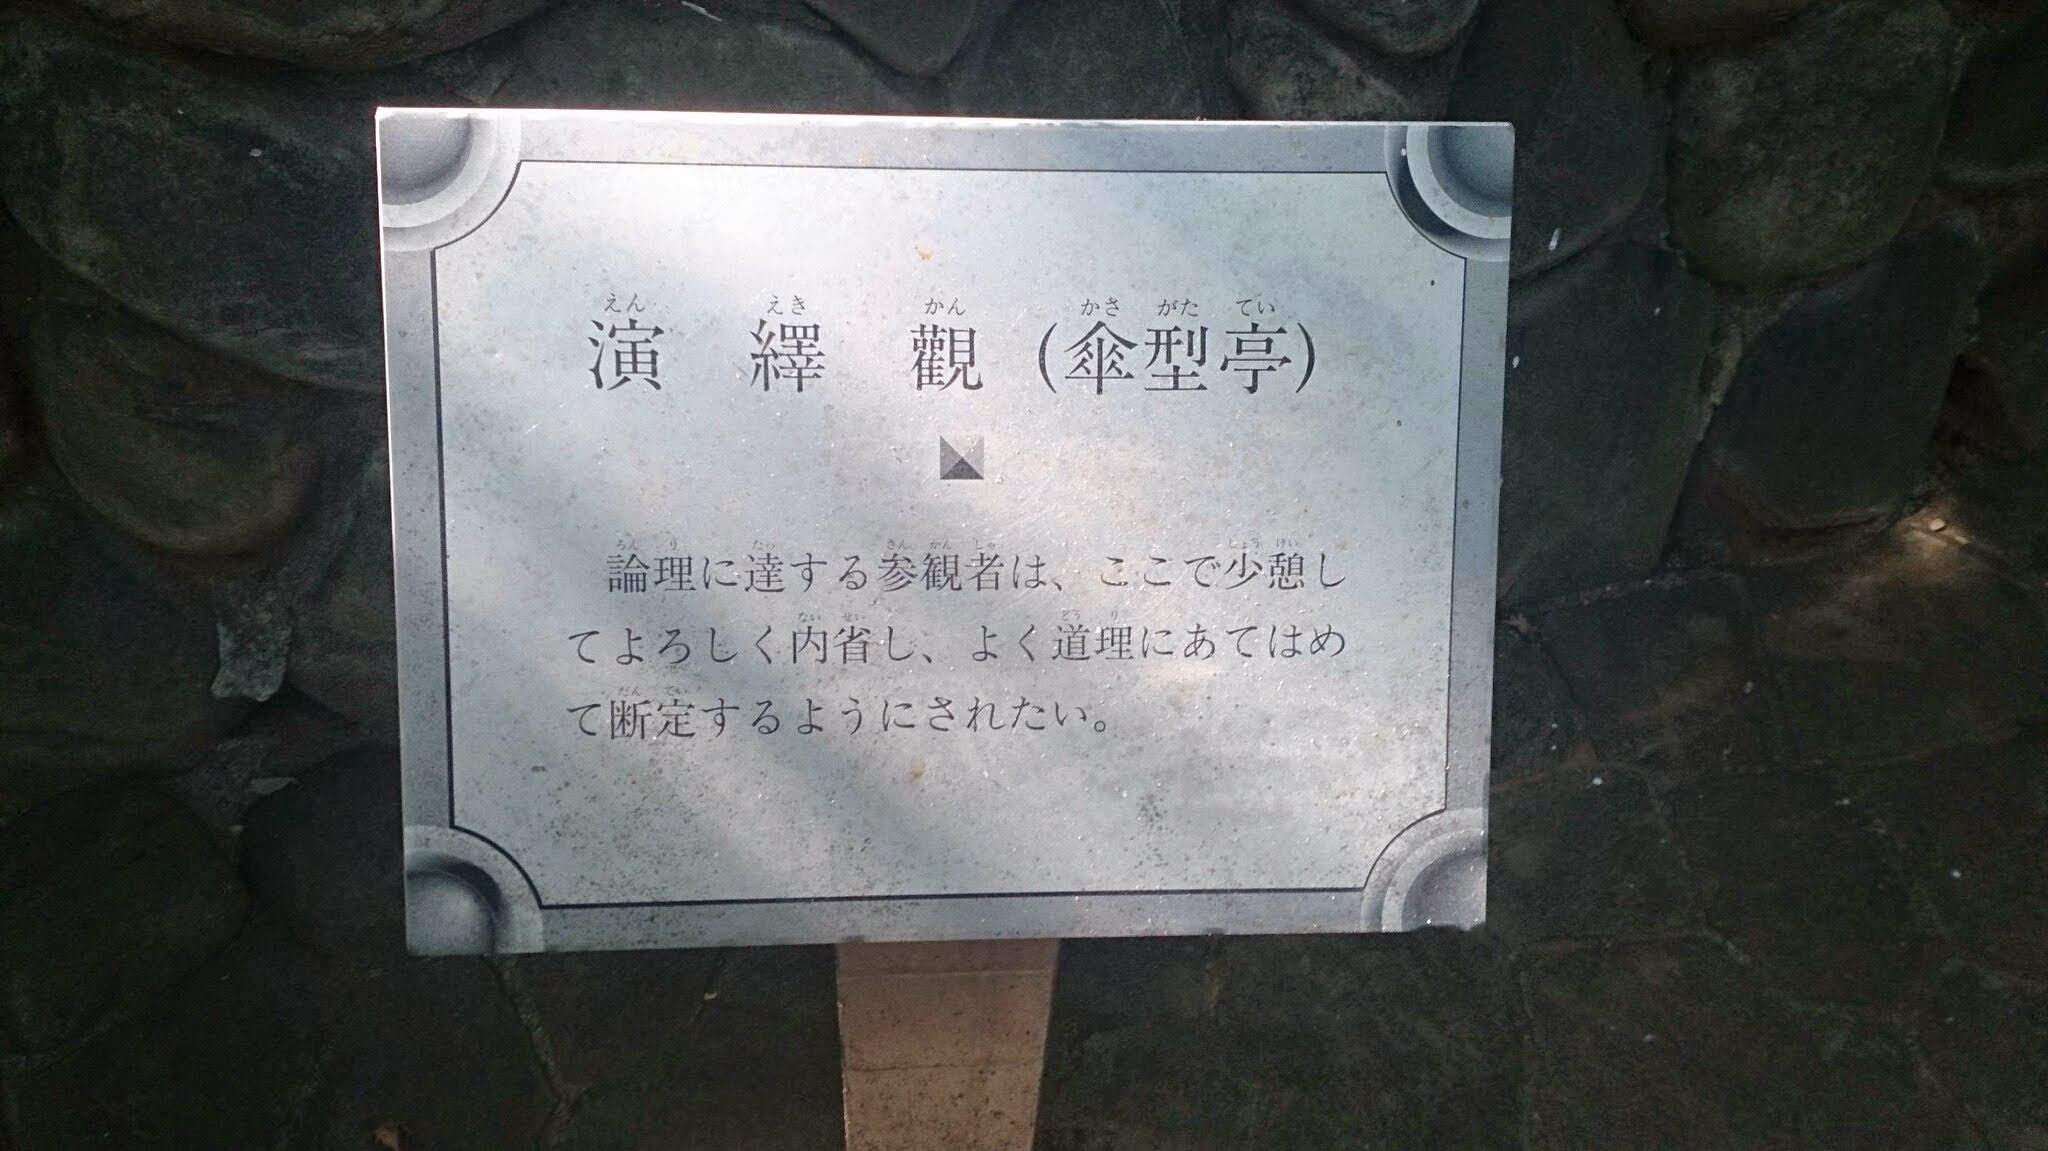 演繹觀(傘型亭)
論理に達する参観者は、ここで少憩し
てよろしく内省し、よく道理にあてはめ
て断定するようにされたい。